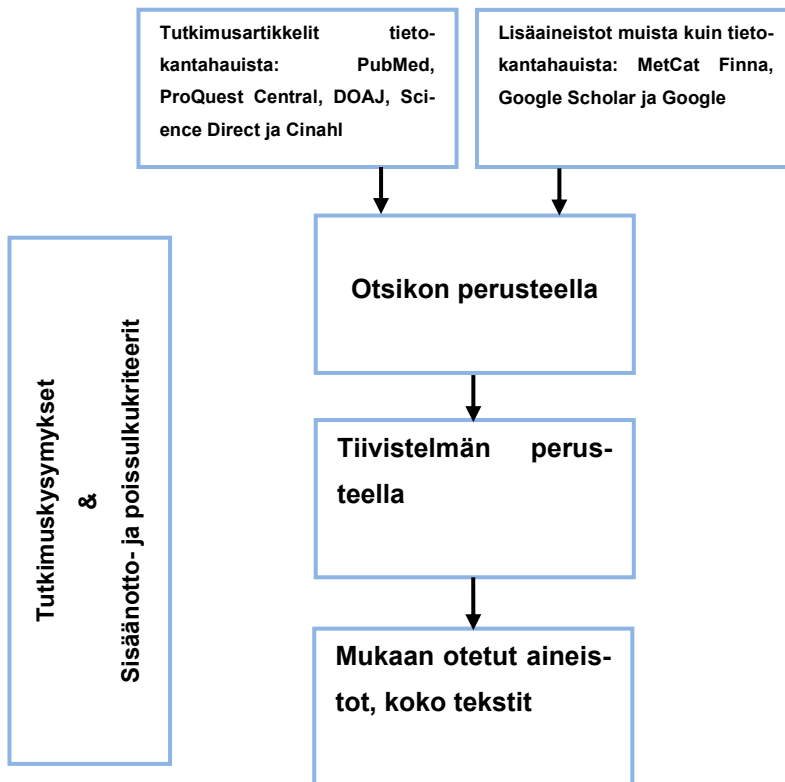 Tutkimusartikkelit tieto-
kantahauista: PubMed,
ProQuest Central, DOAJ, Sci-
ence Direct ja Cinahl
Lisäaineistot muista kuin tieto-
kantahauista: MetCat Finna,
Google Scholar ja Google
Otsikon perusteella
Tutkimuskysymykset
&
Sisäänotto- ja poissulkukriteerit
Tiivistelmän perus-
teella
Mukaan otetut aineis-
tot, koko tekstit